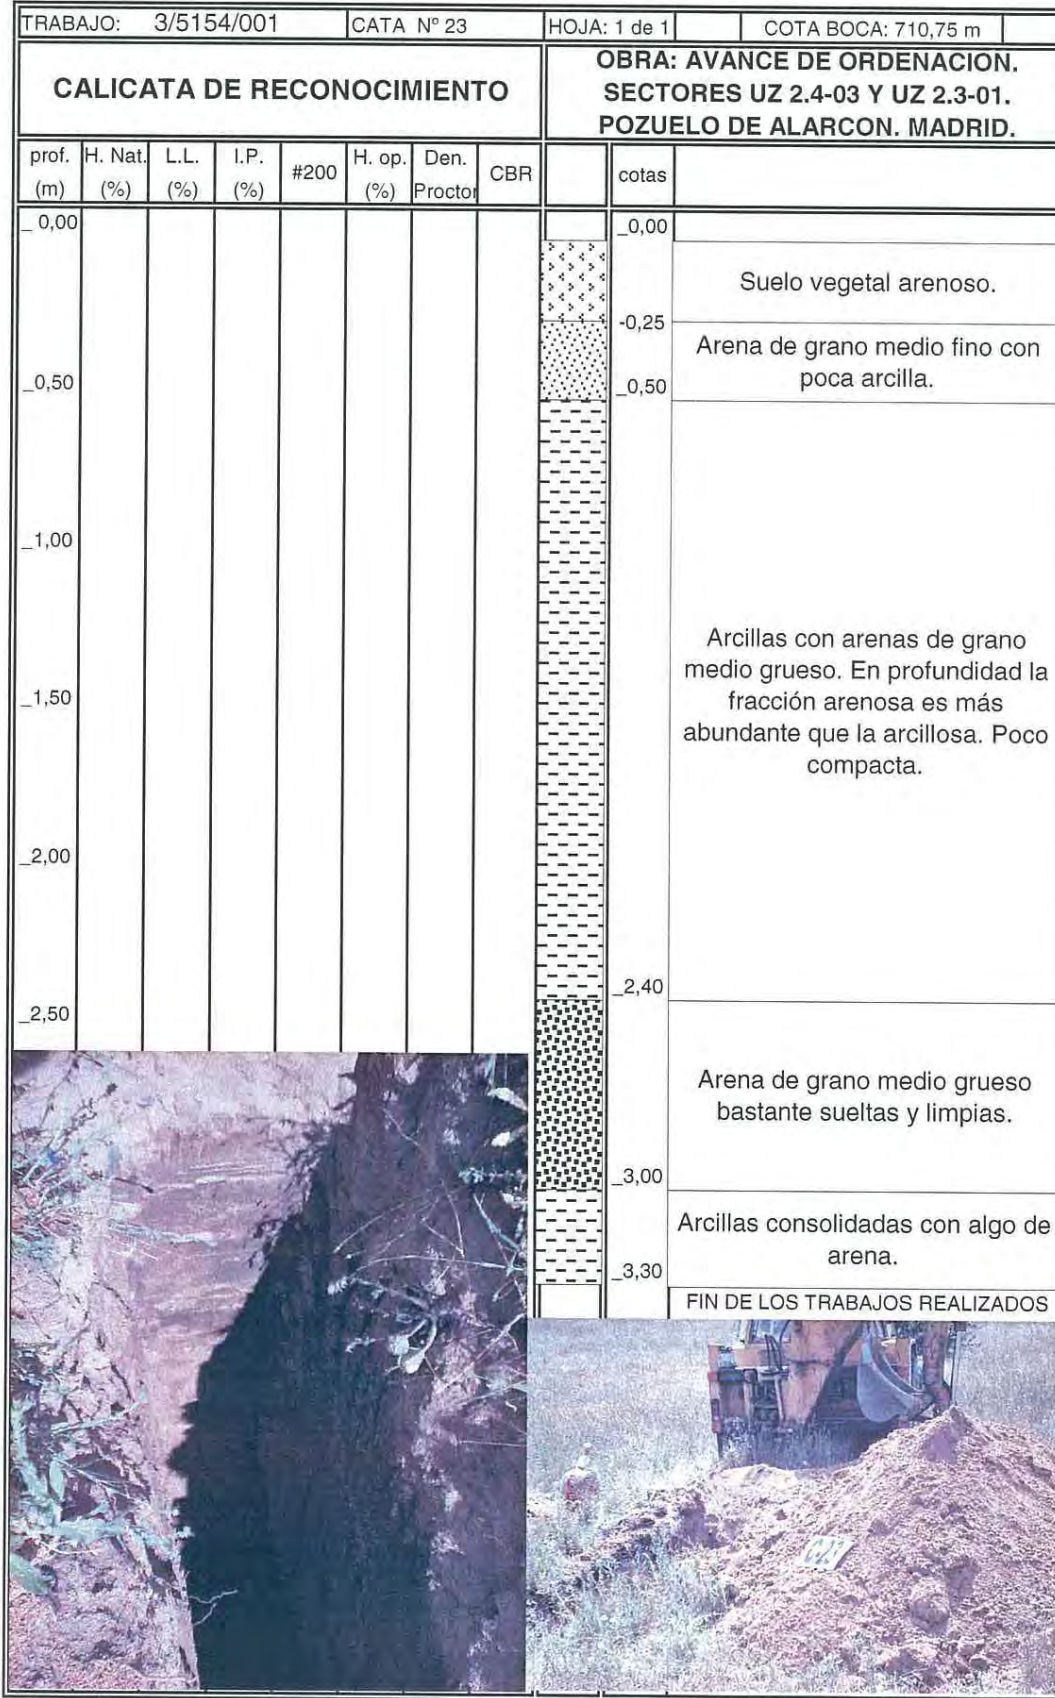 TRABAJO: 3/5154/001 CATA Nº 23 HOJA: 1 de 1 COTA BOCA: 710,75 m
CALICATA DE RECONOCIMIENTO
OBRA: AVANCE DE ORDENACION.
SECTORES UZ 2.4-03 Y UZ 2.3-01.
POZUELO DE ALARCON. MADRID.
prof. H. Nat. L.L. I.P. #200 H. op. Den. CBR cotas
(m) (%) (%) (%) (%) Proctor
_ 0,00 _0,00
Suelo vegetal arenoso.
-0,25
Arena de grano medio fino con
poca arcilla.
_0,50 _0,50
_1,00
Arcillas con arenas de grano
medio grueso. En profundidad la
fracción arenosa es más
abundante que la arcillosa. Poco
compacta.
_1,50
_2,00
_2,40
_2,50
Arena de grano medio grueso
bastante sueltas y limpias.
_3,00
Arcillas consolidadas con algo de
arena.
_3,30
FIN DE LOS TRABAJOS REALIZADOS
C-23